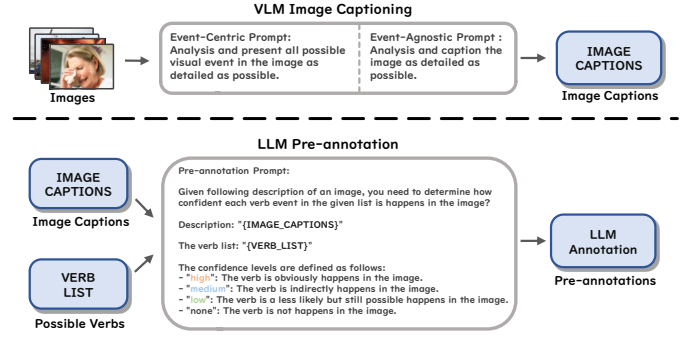 VLM Image Captioning
Event-Centric Prompt:
Analysis and present all possible
visual event in the image as
detailed as possible.
Event-Agnostic Prompt :
Analysis and caption the
image as detailed as
possible.
IMAGE
CAPTIONS
Images
Image Captions
LLM Pre-annotation
IMAGE
CAPTIONS
Image Captions
VERB
LIST
Possible Verbs
Pre-annotation Prompt:
Given following description of an image, you need to determine how
confident each verb event in the given list is happens in the image?
Description: "{IMAGE_CAPTIONS}"
The verb list: "{VERB_LIST}"
The confidence levels are defined as follows:
- "high": The verb is obviously happens in the image.
- "medium": The verb is indirectly happens in the image.
- "low": The verb is a less likely but still possible happens in the image.
- "none": The verb is not happens in the image.
LLM
Annotation
Pre-annotations